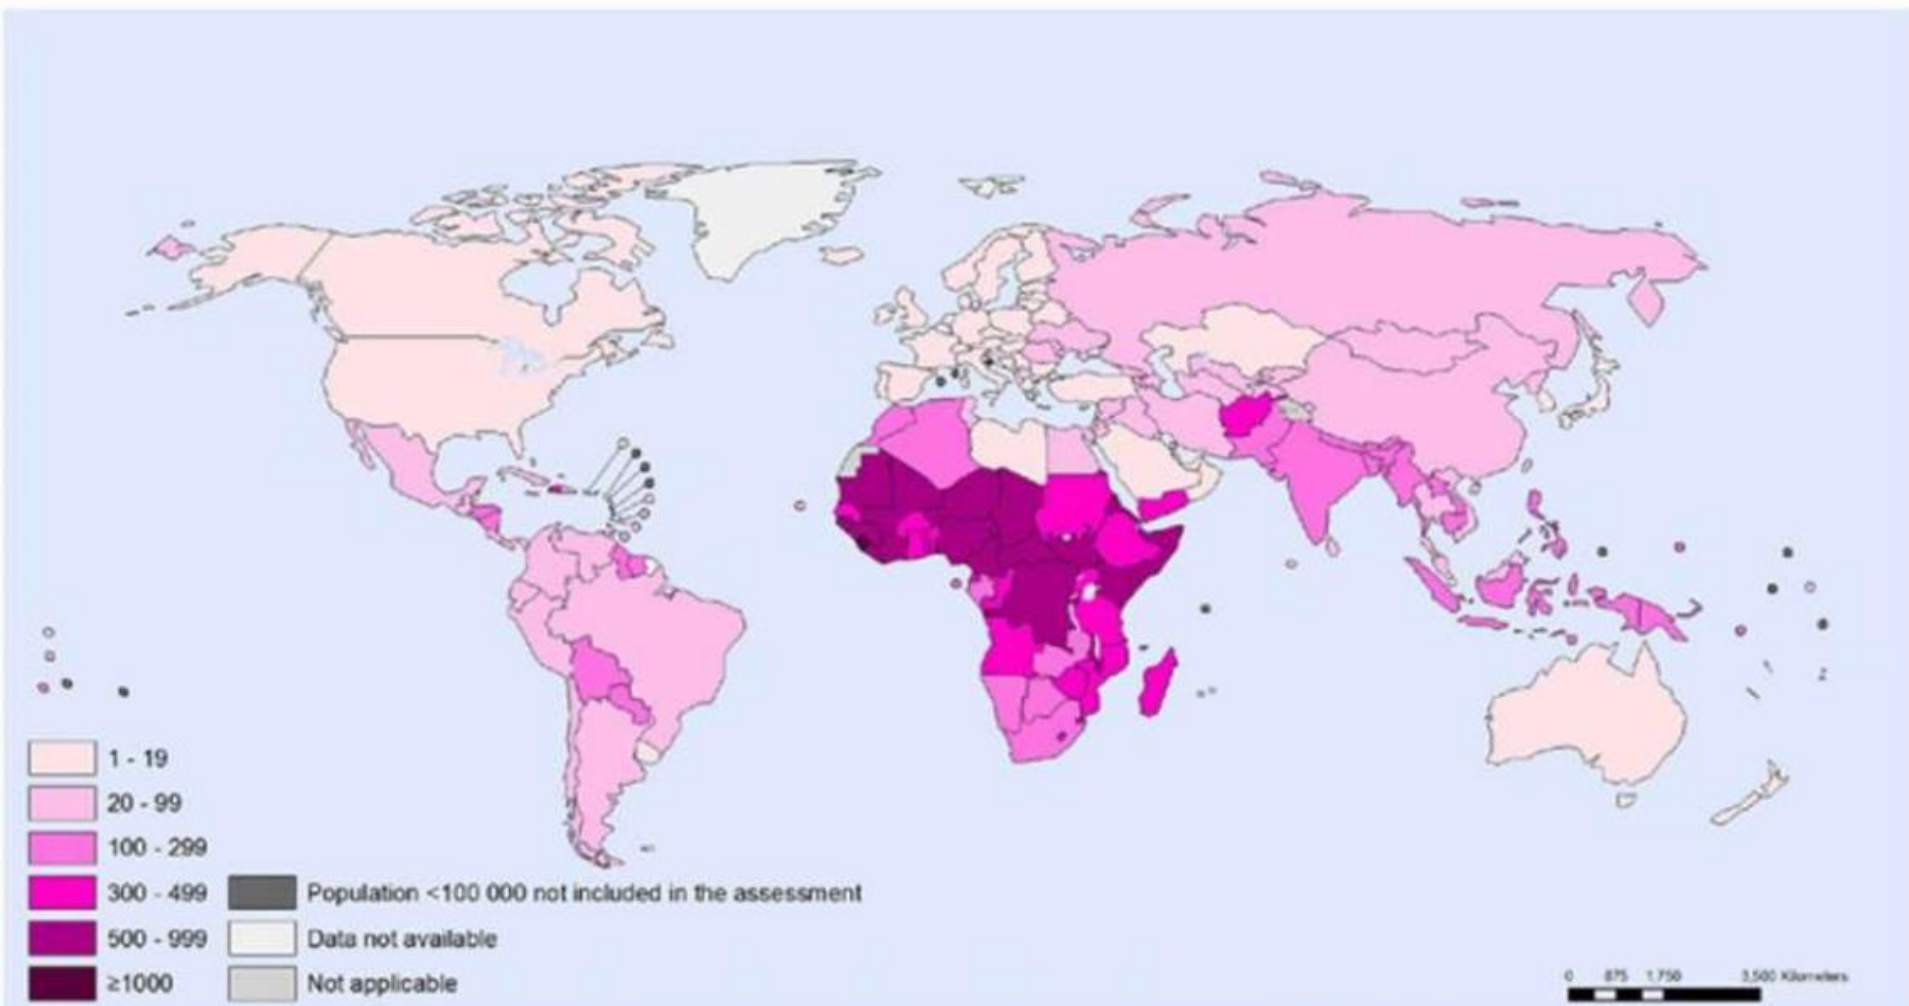 1 - 19
20 - 99
100 - 299
300 - 499
500 - 999
≥1000
Population <100 000 not included in the assessment
Data not available
Not applicable
0 875 1,750 3,500 Kilometers